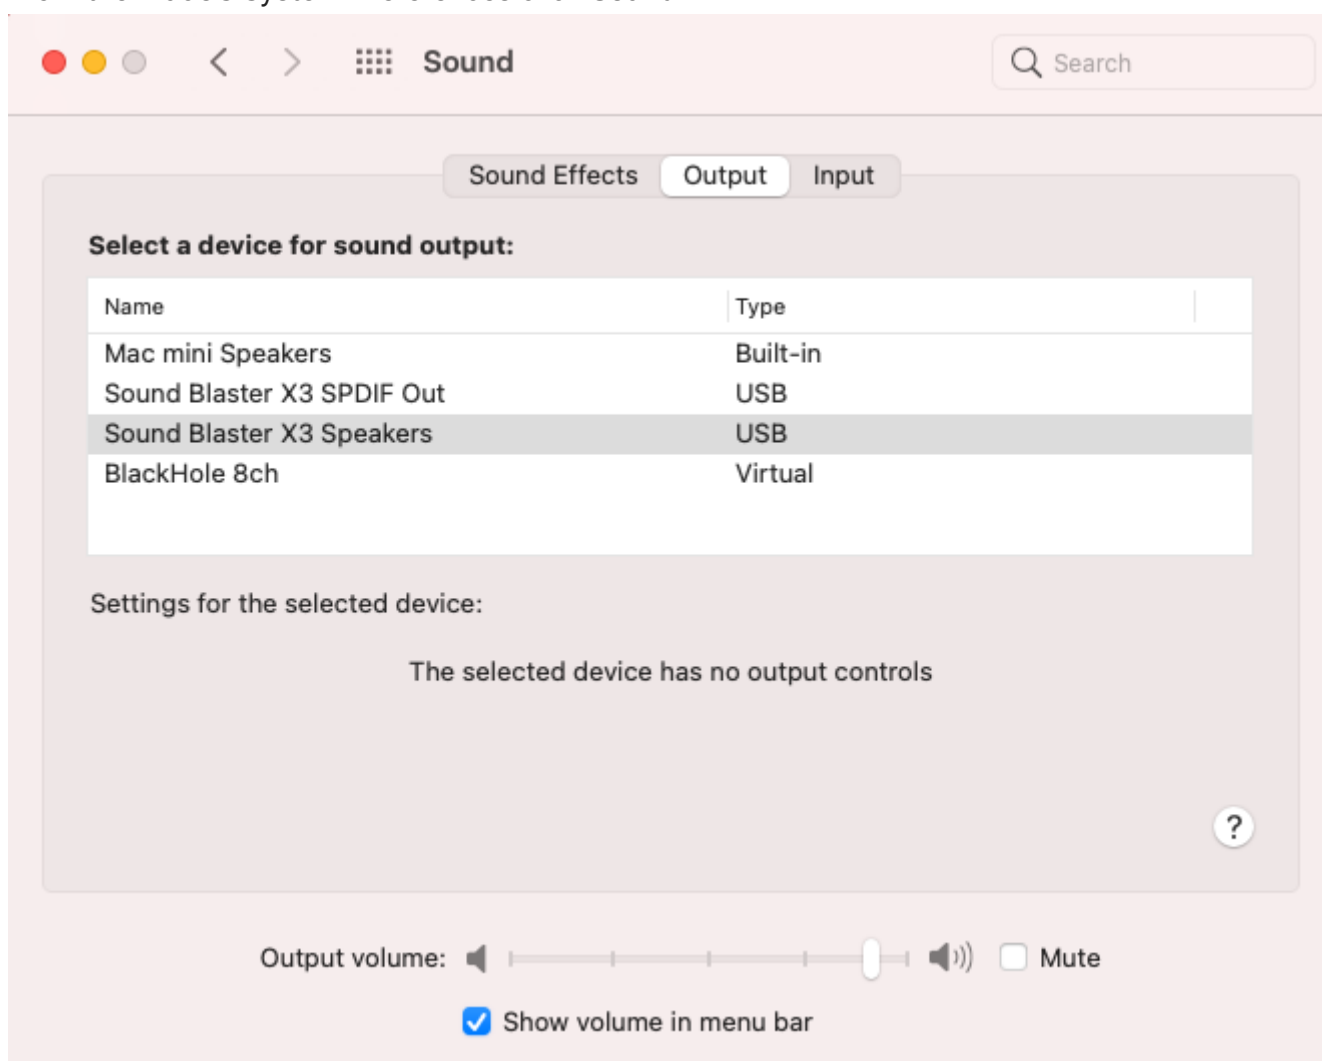 Sound
Search
Sound Effects Output Input
Select a device for sound output:
Name Type
Mac mini Speakers Built-in
Sound Blaster X3 SPDIF Out USB
Sound Blaster X3 Speakers USB
BlackHole 8ch Virtual
Settings for the selected device:
The selected device has no output controls
?
Output volume: Mute
Show volume in menu bar